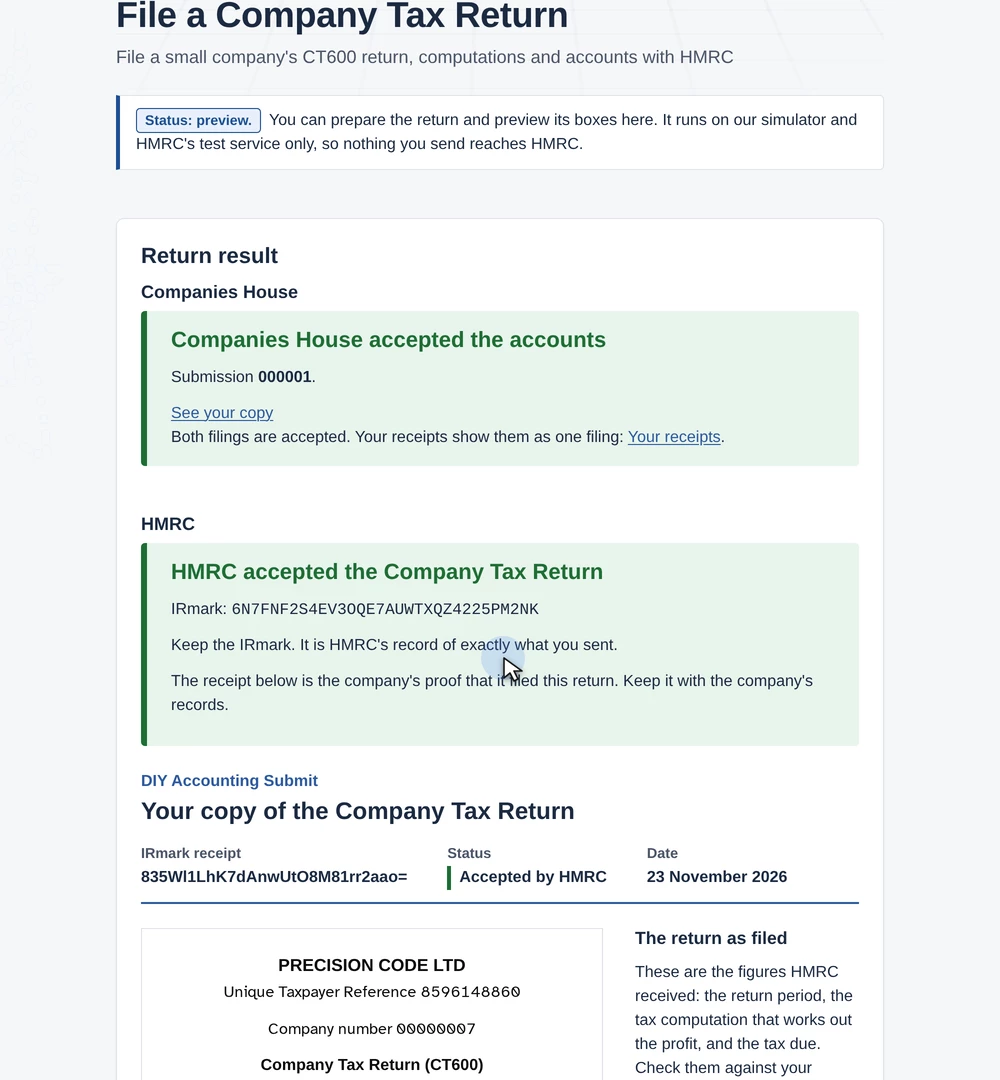 File a Company Tax Return
File a small company's CT600 return, computations and accounts with HMRC
Status: preview. You can prepare the return and preview its boxes here. It runs on our simulator and
HMRC's test service only, so nothing you send reaches HMRC.
Return result
Companies House
Companies House accepted the accounts
Submission 000001.
See your copy
Both filings are accepted. Your receipts show them as one filing: Your receipts.
HMRC
HMRC accepted the Company Tax Return
IRmark: 6N7FNF2S4EV3OQE7AUWTXQZ4225PM2NK
Keep the IRmark. It is HMRC's record of exactly what you sent.
The receipt below is the company's proof that it filed this return. Keep it with the company's
records.
DIY Accounting Submit
Your copy of the Company Tax Return
IRmark receipt
Status
Date
835Wl1LhK7dAnwUtO8M81rr2aao=
Accepted by HMRC
23 November 2026
PRECISION CODE LTD
Unique Taxpayer Reference 8596148860
Company number 00000007
Company Tax Return (CT600)
The return as filed
These are the figures HMRC
received: the return period, the
tax computation that works out
the profit, and the tax due.
Check them against your